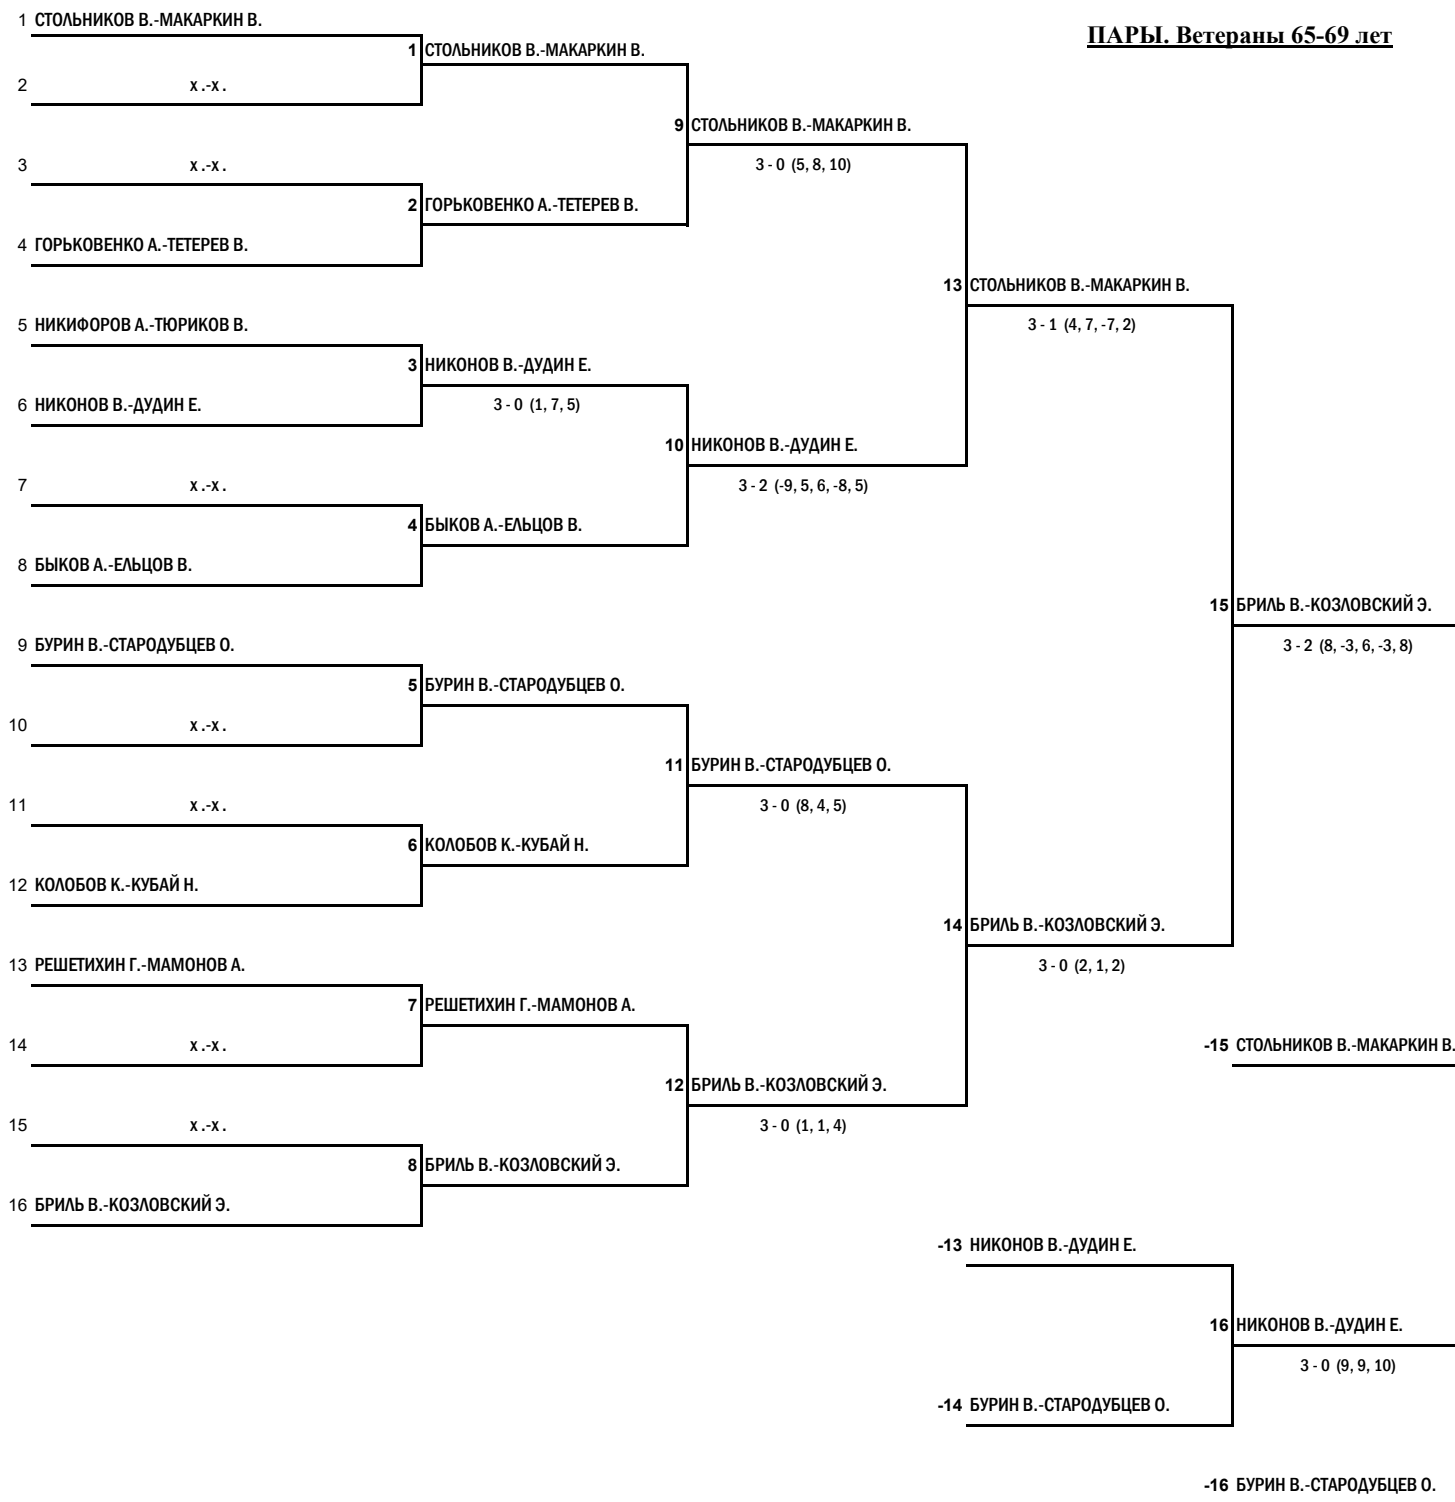 1 СТОЛЬНИКОВ В.-МАКАРКИН В.
ПАРЫ. Ветераны 65-69 лет
1 СТОЛЬНИКОВ В.-МАКАРКИН В.
2 х .-х .
9 СТОЛЬНИКОВ В.-МАКАРКИН В.
3 х .-х .
3 - 0 (5, 8, 10)
2 ГОРЬКОВЕНКО А.-ТЕТЕРЕВ В.
4 ГОРЬКОВЕНКО А.-ТЕТЕРЕВ В.
13 СТОЛЬНИКОВ В.-МАКАРКИН В.
5 НИКИФОРОВ А.-ТЮРИКОВ В.
3 - 1 (4, 7, -7, 2)
3 НИКОНОВ В.-ДУДИН Е.
6 НИКОНОВ В.-ДУДИН Е.
3 - 0 (1, 7, 5)
10 НИКОНОВ В.-ДУДИН Е.
7 х .-х .
3 - 2 (-9, 5, 6, -8, 5)
4 БЫКОВ А.-ЕЛЬЦОВ В.
8 БЫКОВ А.-ЕЛЬЦОВ В.
15 БРИЛЬ В.-КОЗЛОВСКИЙ Э.
9 БУРИН В.-СТАРОДУБЦЕВ О.
3 - 2 (8, -3, 6, -3, 8)
5 БУРИН В.-СТАРОДУБЦЕВ О.
10 х .-х .
11 БУРИН В.-СТАРОДУБЦЕВ О.
11 х .-х .
3 - 0 (8, 4, 5)
6 КОЛОБОВ К.-КУБАЙ Н.
12 КОЛОБОВ К.-КУБАЙ Н.
14 БРИЛЬ В.-КОЗЛОВСКИЙ Э.
13 РЕШЕТИХИН Г.-МАМОНОВ А.
3 - 0 (2, 1, 2)
7 РЕШЕТИХИН Г.-МАМОНОВ А.
14 х .-х .
-15 СТОЛЬНИКОВ В.-МАКАРКИН В.
12 БРИЛЬ В.-КОЗЛОВСКИЙ Э.
15 х .-х .
3 - 0 (1, 1, 4)
8 БРИЛЬ В.-КОЗЛОВСКИЙ Э.
16 БРИЛЬ В.-КОЗЛОВСКИЙ Э.
-13 НИКОНОВ В.-ДУДИН Е.
16 НИКОНОВ В.-ДУДИН Е.
3 - 0 (9, 9, 10)
-14 БУРИН В.-СТАРОДУБЦЕВ О.
-16 БУРИН В.-СТАРОДУБЦЕВ О.